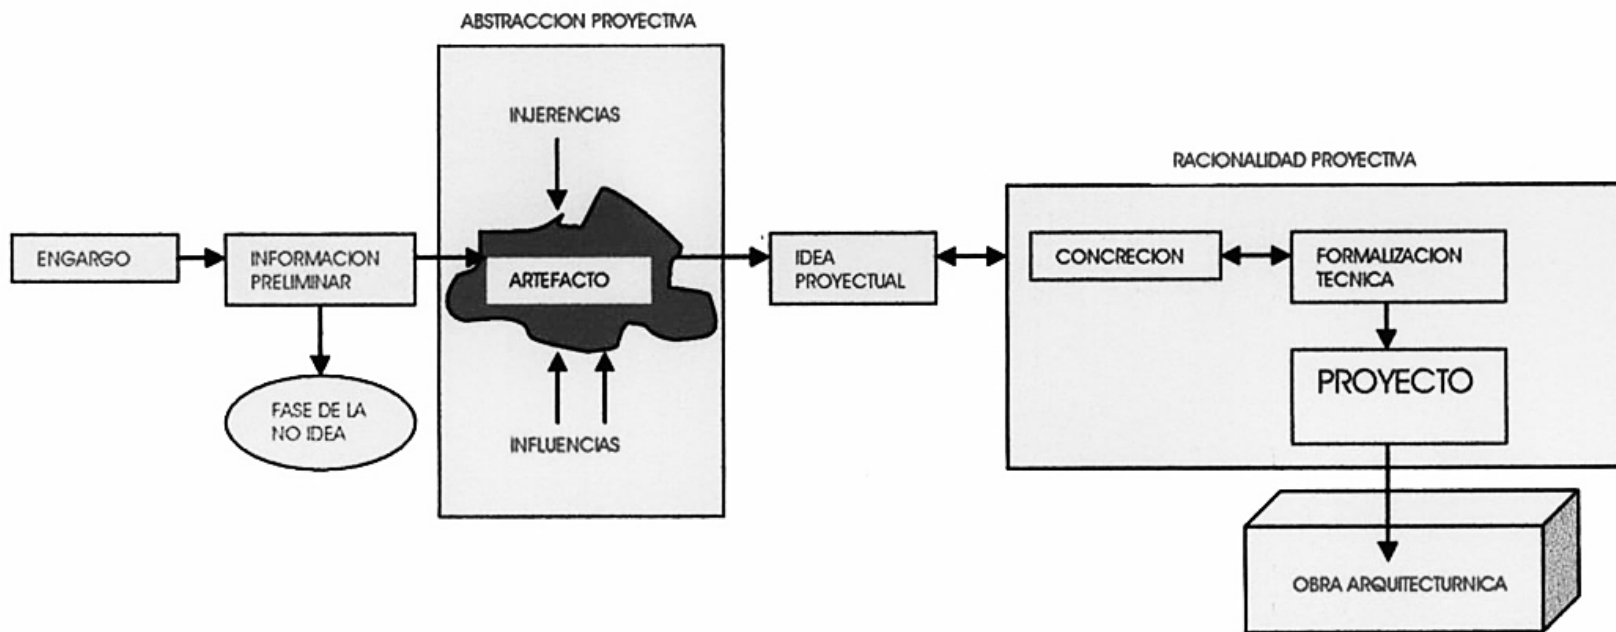 ABSTRACCION PROYECTIVA
INJERENCIAS
RACIONALIDAD PROYECTIVA
ENGARGO
INFORMACION
PRELIMINAR
ARTEFACTO
IDEA
PROYECTUAL
CONCRECION
FORMALIZACION
TECNICA
PROYECTO
FASE DE LA
NO IDEA
INFLUENCIAS
OBRA ARQUITECTURNICA